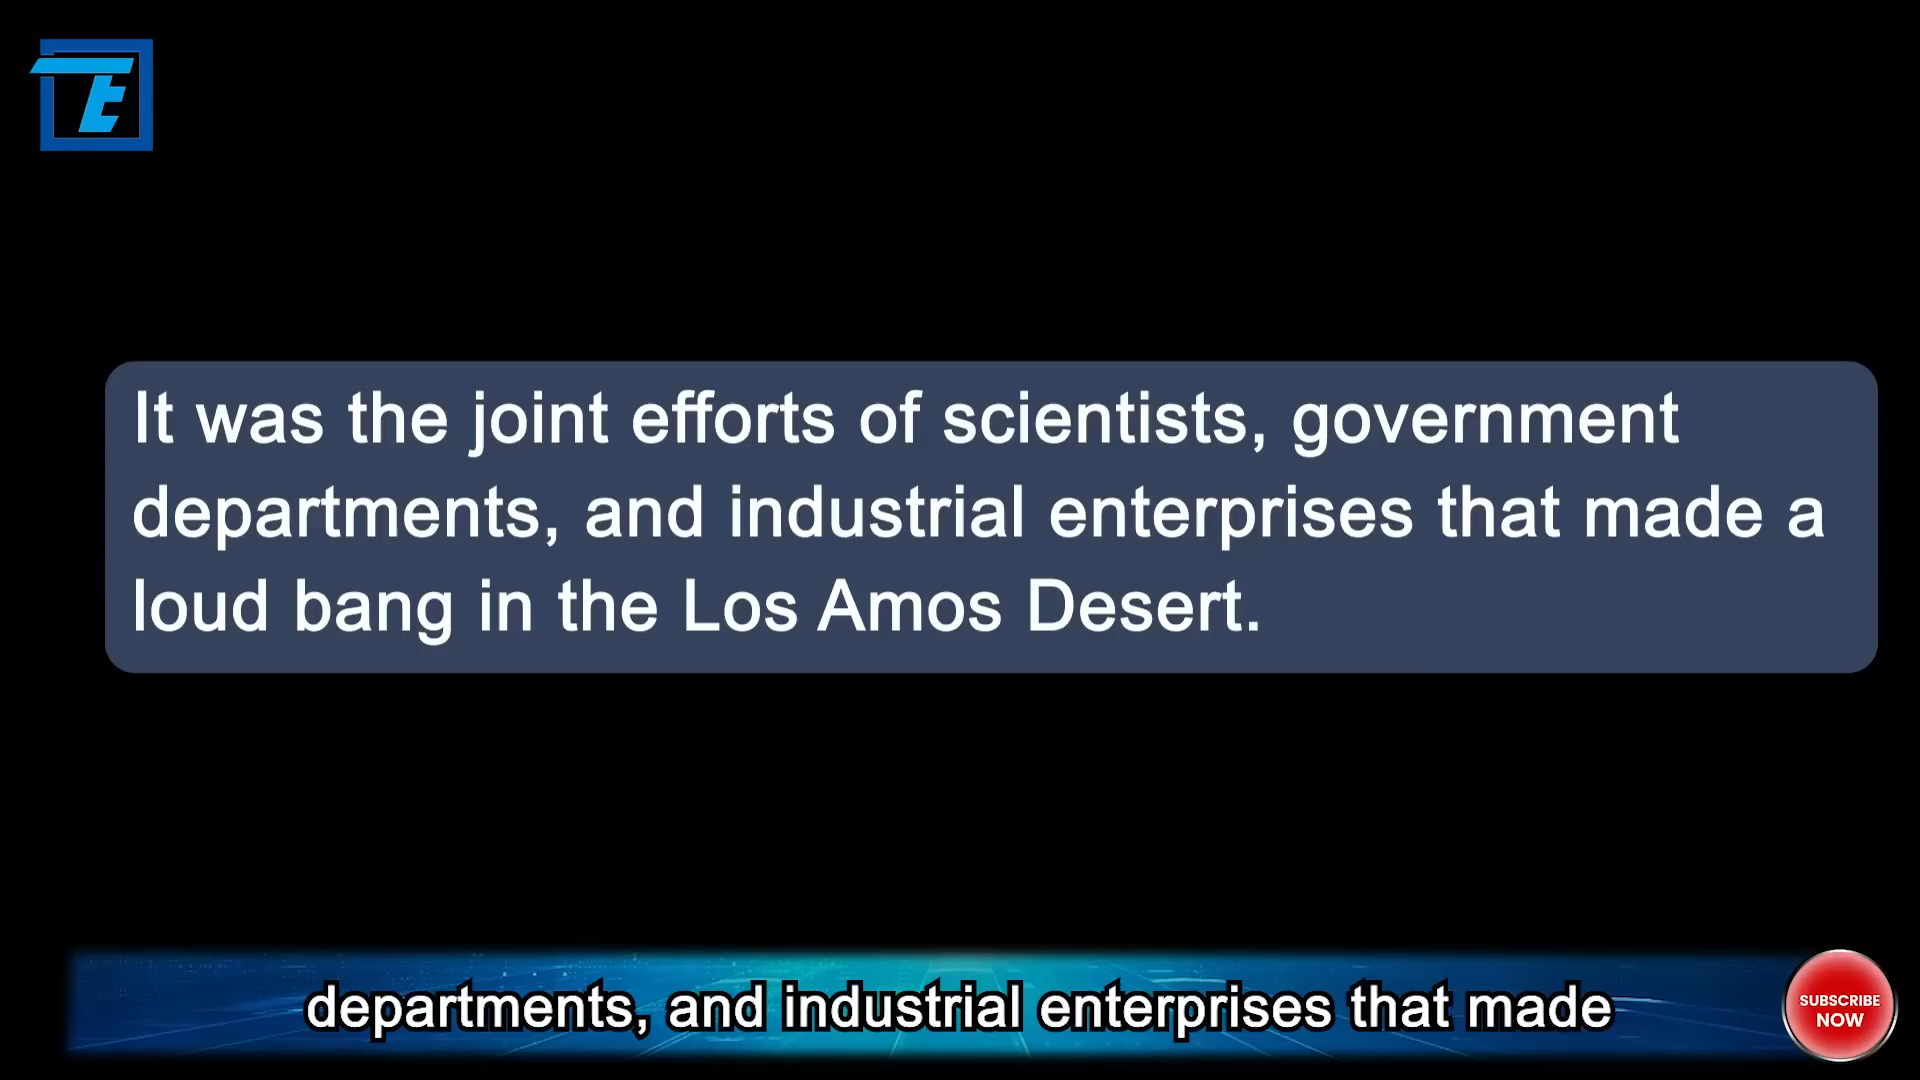 TE
It was the joint efforts of scientists, government
departments, and industrial enterprises that made a
loud bang in the Los Amos Desert.
departments, and industrial enterprises that made
SUBSCRIBE
NOW